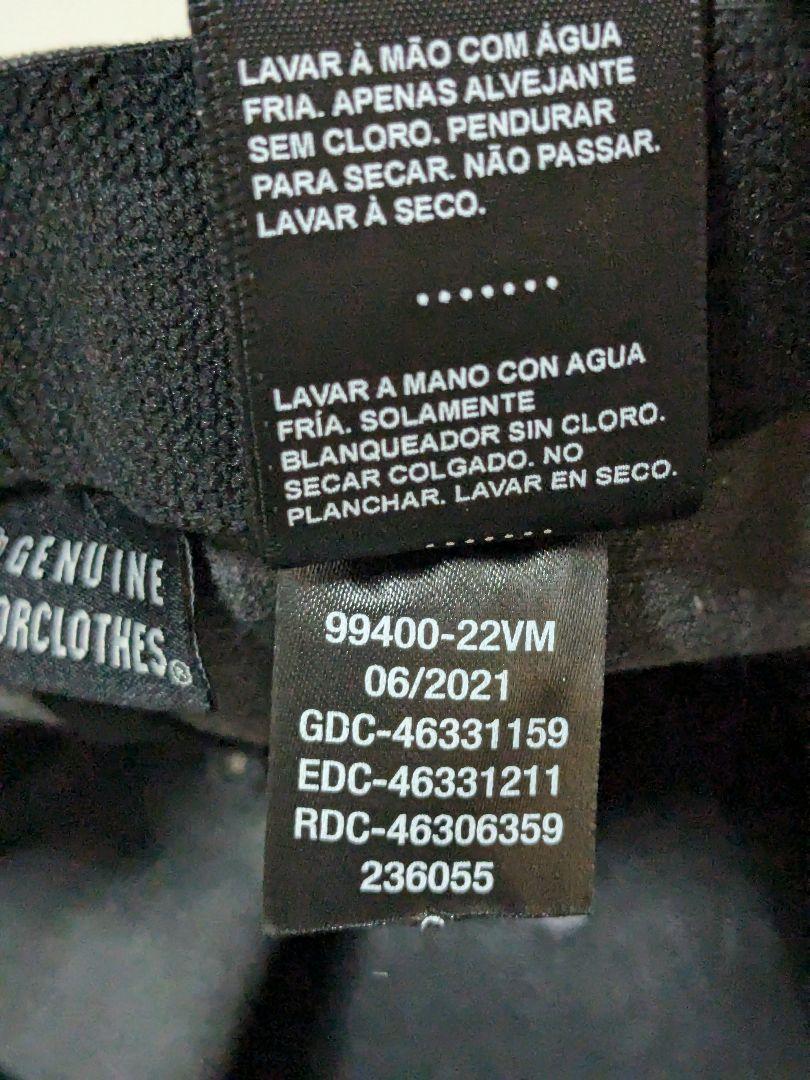 LAVAR À MÃO COM ÁGUA
FRIA. APENAS ALVEJANTE
SEM CLORO. PENDURAR
PARA SECAR. NÃO PASSAR.
LAVAR À SECO.
.......
LAVAR A MANO CON AGUA
FRÍA. SOLAMENTE
BLANQUEADOR SIN CLORO.
SECAR COLGADO. NO
PLANCHAR. LAVAR EN SECO.
.......
GENUINE
ORCLOTHES®
99400-22VM
06/2021
GDC-46331159
EDC-46331211
RDC-46306359
236055